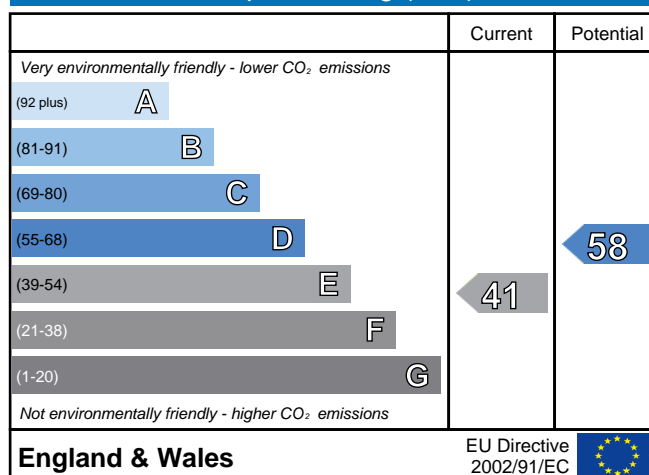 Current Potential
Very environmentally friendly - lower CO₂ emissions
(92 plus) A
(81-91) B
(69-80) C
(55-68) D
58
(39-54) E
41
(21-38) F
(1-20) G
Not environmentally friendly - higher CO₂ emissions
England & Wales
EU Directive
2002/91/EC